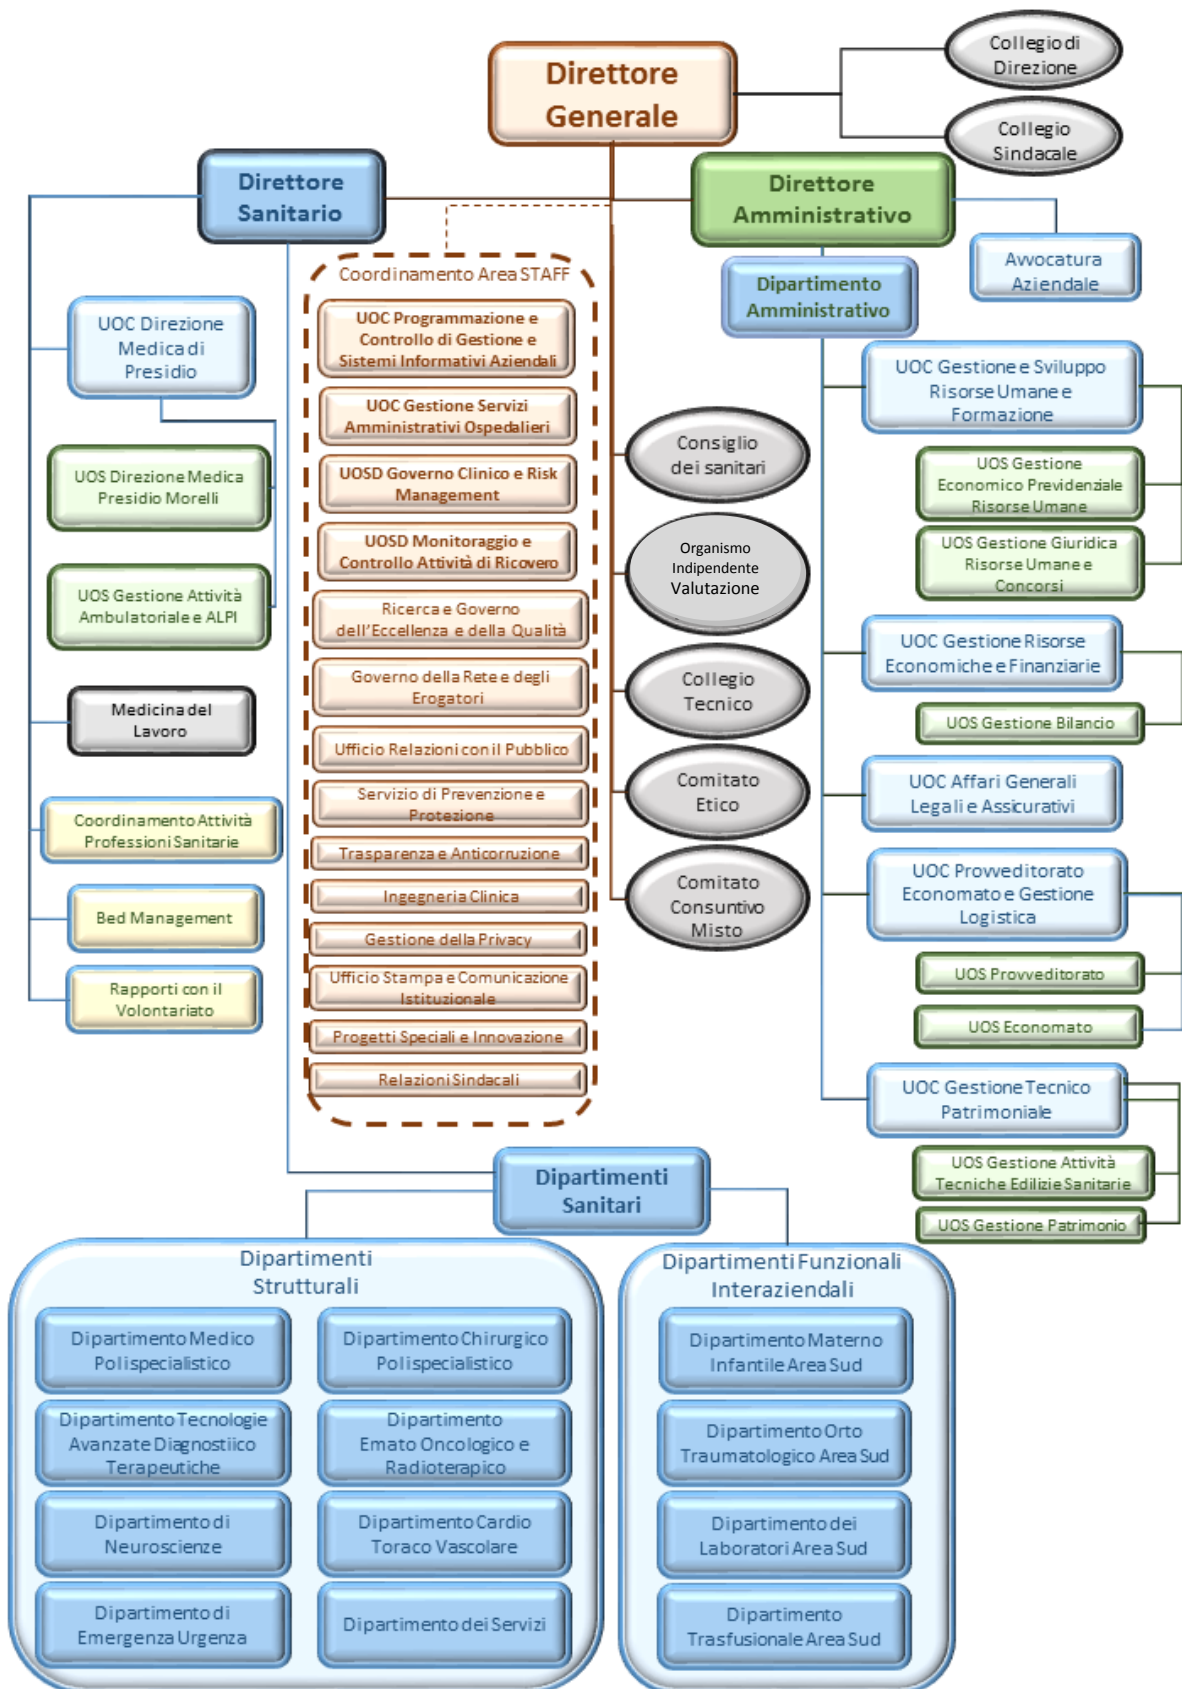 Direttore
Generale
Collegio di
Direzione
Collegio
Sindacale
Direttore
Sanitario
Direttore
Amministrativo
Avvocatura
Aziendale
Dipartimento
Amministrativo
UOC Direzione
Medica di
Presidio
UOS Direzione Medica
Presidio Morelli
UOS Gestione Attività
Ambulatoriale e ALPI
Medicina del
Lavoro
Coordinamento Attività
Professioni Sanitarie
Bed Management
Rapporti con il
Volontariato
Coordinamento Area STAFF
UOC Programmazione e
Controllo di Gestione e
Sistemi Informativi Aziendali
UOC Gestione Servizi
Amministrativi Ospedalieri
UOSD Governo Clinico e Risk
Management
UOSD Monitoraggio e
Controllo Attività di Ricovero
Ricerca e Governo
dell'Eccellenza e della Qualità
Governo della Rete e degli
Erogatori
Ufficio Relazioni con il Pubblico
Servizio di Prevenzione e
Protezione
Trasparenza e Anticorruzione
Ingegneria Clinica
Gestione della Privacy
Ufficio Stampa e Comunicazione
Istituzionale
Progetti Speciali e Innovazione
Relazioni Sindacali
Consiglio
dei sanitari
Organismo
Indipendente
Valutazione
Collegio
Tecnico
Comitato
Etico
Comitato
Consuntivo
Misto
UOC Gestione e Sviluppo
Risorse Umane e
Formazione
UOS Gestione
Economico Previdenziale
Risorse Umane
UOS Gestione Giuridica
Risorse Umane e
Concorsi
UOC Gestione Risorse
Economiche e Finanziarie
UOS Gestione Bilancio
UOC Affari Generali
Legali e Assicurativi
UOC Provveditorato
Economato e Gestione
Logistica
UOS Provveditorato
UOS Economato
UOC Gestione Tecnico
Patrimoniale
UOS Gestione Attività
Tecniche Edilizie Sanitarie
UOS Gestione Patrimonio
Dipartimenti
Sanitari
Dipartimenti
Strutturali
Dipartimento Medico
Polispecialistico
Dipartimento Chirurgico
Polispecialistico
Dipartimento Tecnologie
Avanzate Diagnostiico
Terapeutiche
Dipartimento
Emato Oncologico e
Radioterapico
Dipartimento di
Neuroscienze
Dipartimento Cardio
Toraco Vascolare
Dipartimento di
Emergenza Urgenza
Dipartimento dei Servizi
Dipartimenti Funzionali
Interaziendali
Dipartimento Materno
Infantile Area Sud
Dipartimento Orto
Traumatologico Area Sud
Dipartimento dei
Laboratori Area Sud
Dipartimento
Trasfusionale Area Sud